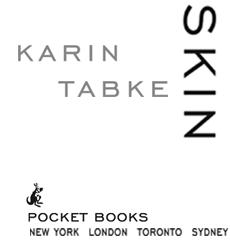 KARIN
TABKE
SKIN
POCKET BOOKS
NEW YORK LONDON TORONTO SYDNEY